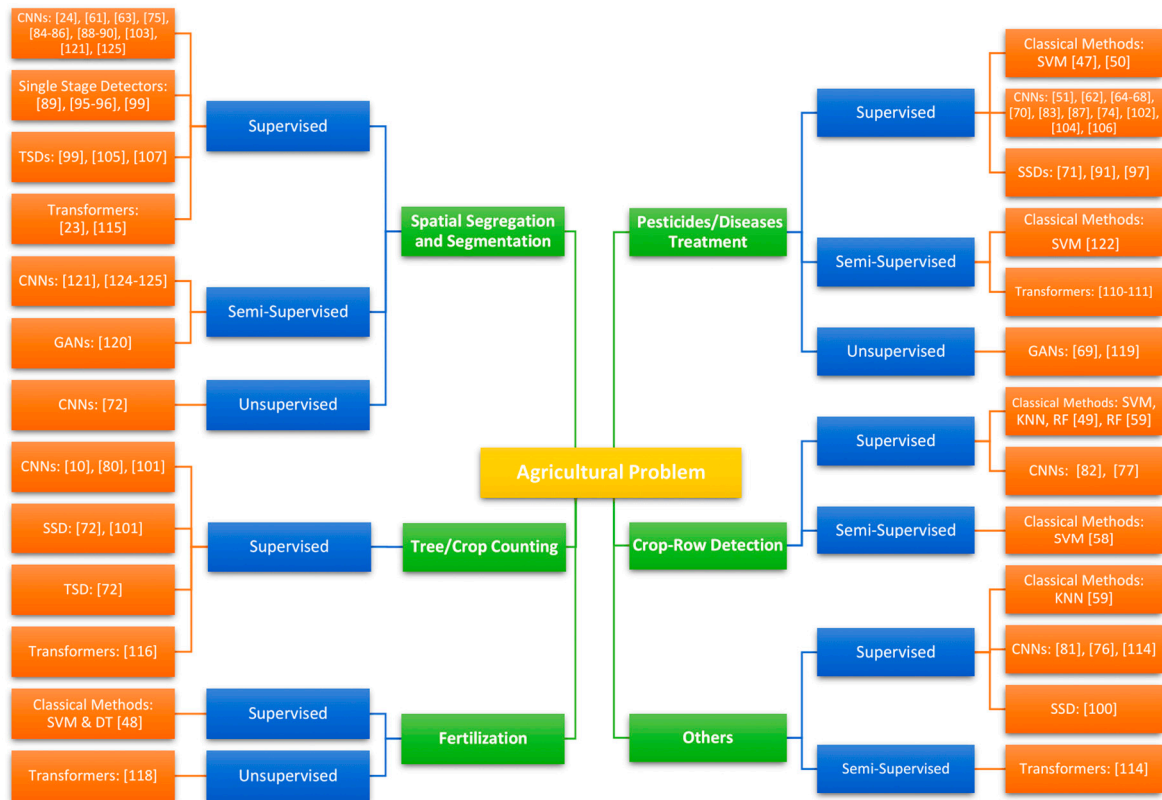 Agricultural Problem
Spatial Segregation
and Segmentation
Supervised
CNNs: [24], [61], [63], [75],
[84-86], [88-90], [103],
[121], [125]
Single Stage Detectors:
[89], [95-96], [99]
TSDs: [99], [105], [107]
Transformers:
[23], [115]
Semi-Supervised
CNNs: [121], [124-125]
GANs: [120]
Unsupervised
CNNs: [72]
Tree/Crop Counting
Supervised
CNNs: [10], [80], [101]
SSD: [72], [101]
TSD: [72]
Transformers: [116]
Fertilization
Supervised
Classical Methods:
SVM & DT [48]
Unsupervised
Transformers: [118]
Pesticides/Diseases
Treatment
Supervised
Classical Methods:
SVM [47], [50]
CNNs: [51], [62], [64-68],
[70], [83], [87], [74], [102],
[104], [106]
SSDs: [71], [91], [97]
Semi-Supervised
Classical Methods:
SVM [122]
Transformers: [110-111]
Unsupervised
GANs: [69], [119]
Crop-Row Detection
Supervised
Classical Methods: SVM,
KNN, RF [49], RF [59]
CNNs: [82], [77]
Semi-Supervised
Classical Methods:
SVM [58]
Others
Supervised
Classical Methods:
KNN [59]
CNNs: [81], [76], [114]
SSD: [100]
Semi-Supervised
Transformers: [114]